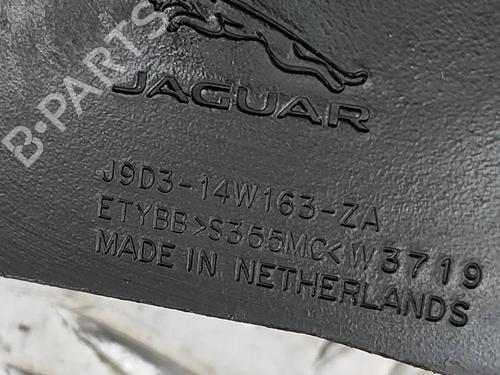 B-PARTS
JAGUAR
J9D3-14W163-ZA
ETYBB>S355MC<W3719
MADE IN NETHERLANDS